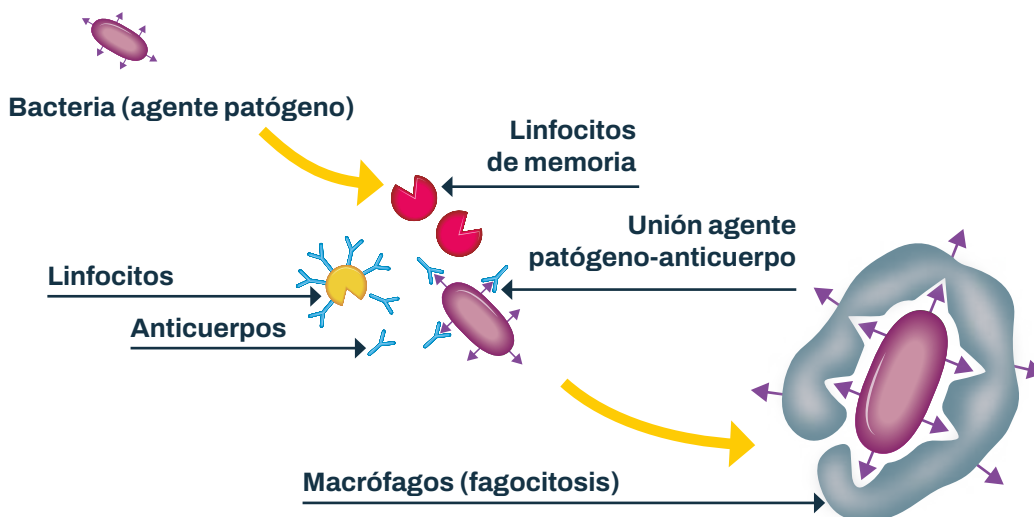 Bacteria (agente patógeno)
Linfocitos
de memoria
Unión agente
patógeno-anticuerpo
Linfocitos
Anticuerpos
Macrófagos (fagocitosis)